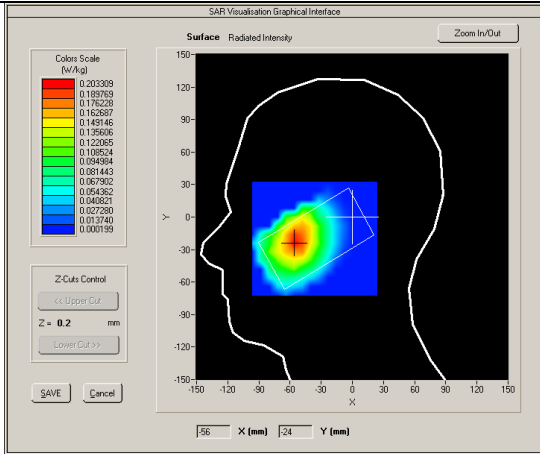 SAR Visualisation Graphical Interface
Surface Radiated Intensity
Zoom In/Out
Colors Scale
(W/kg)
0.203309
0.189769
0.176228
0.162687
0.149146
0.135606
0.122065
0.108524
0.094984
0.081443
0.067902
0.054362
0.040821
0.027280
0.013740
0.000199
Z-Cuts Control
<< Upper Cut
Z = 0.2 mm
Lower Cut >>
SAVE Cancel
150
120
90
60
30
0
-30
-60
-90
-120
-150
Y
-150 -120 -90 -60 -30 0 30 60 90 120 150
X
-56 X (mm) -24 Y (mm)